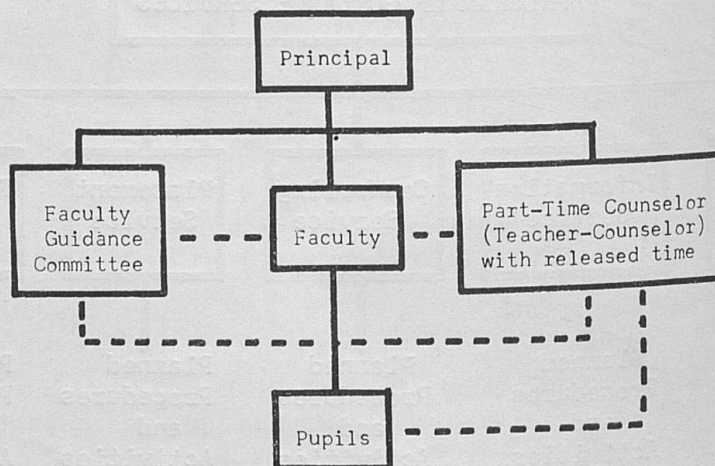 Principal
Faculty
Guidance
Committee
Faculty
Part-Time Counselor
(Teacher-Counselor)
with released time
Pupils